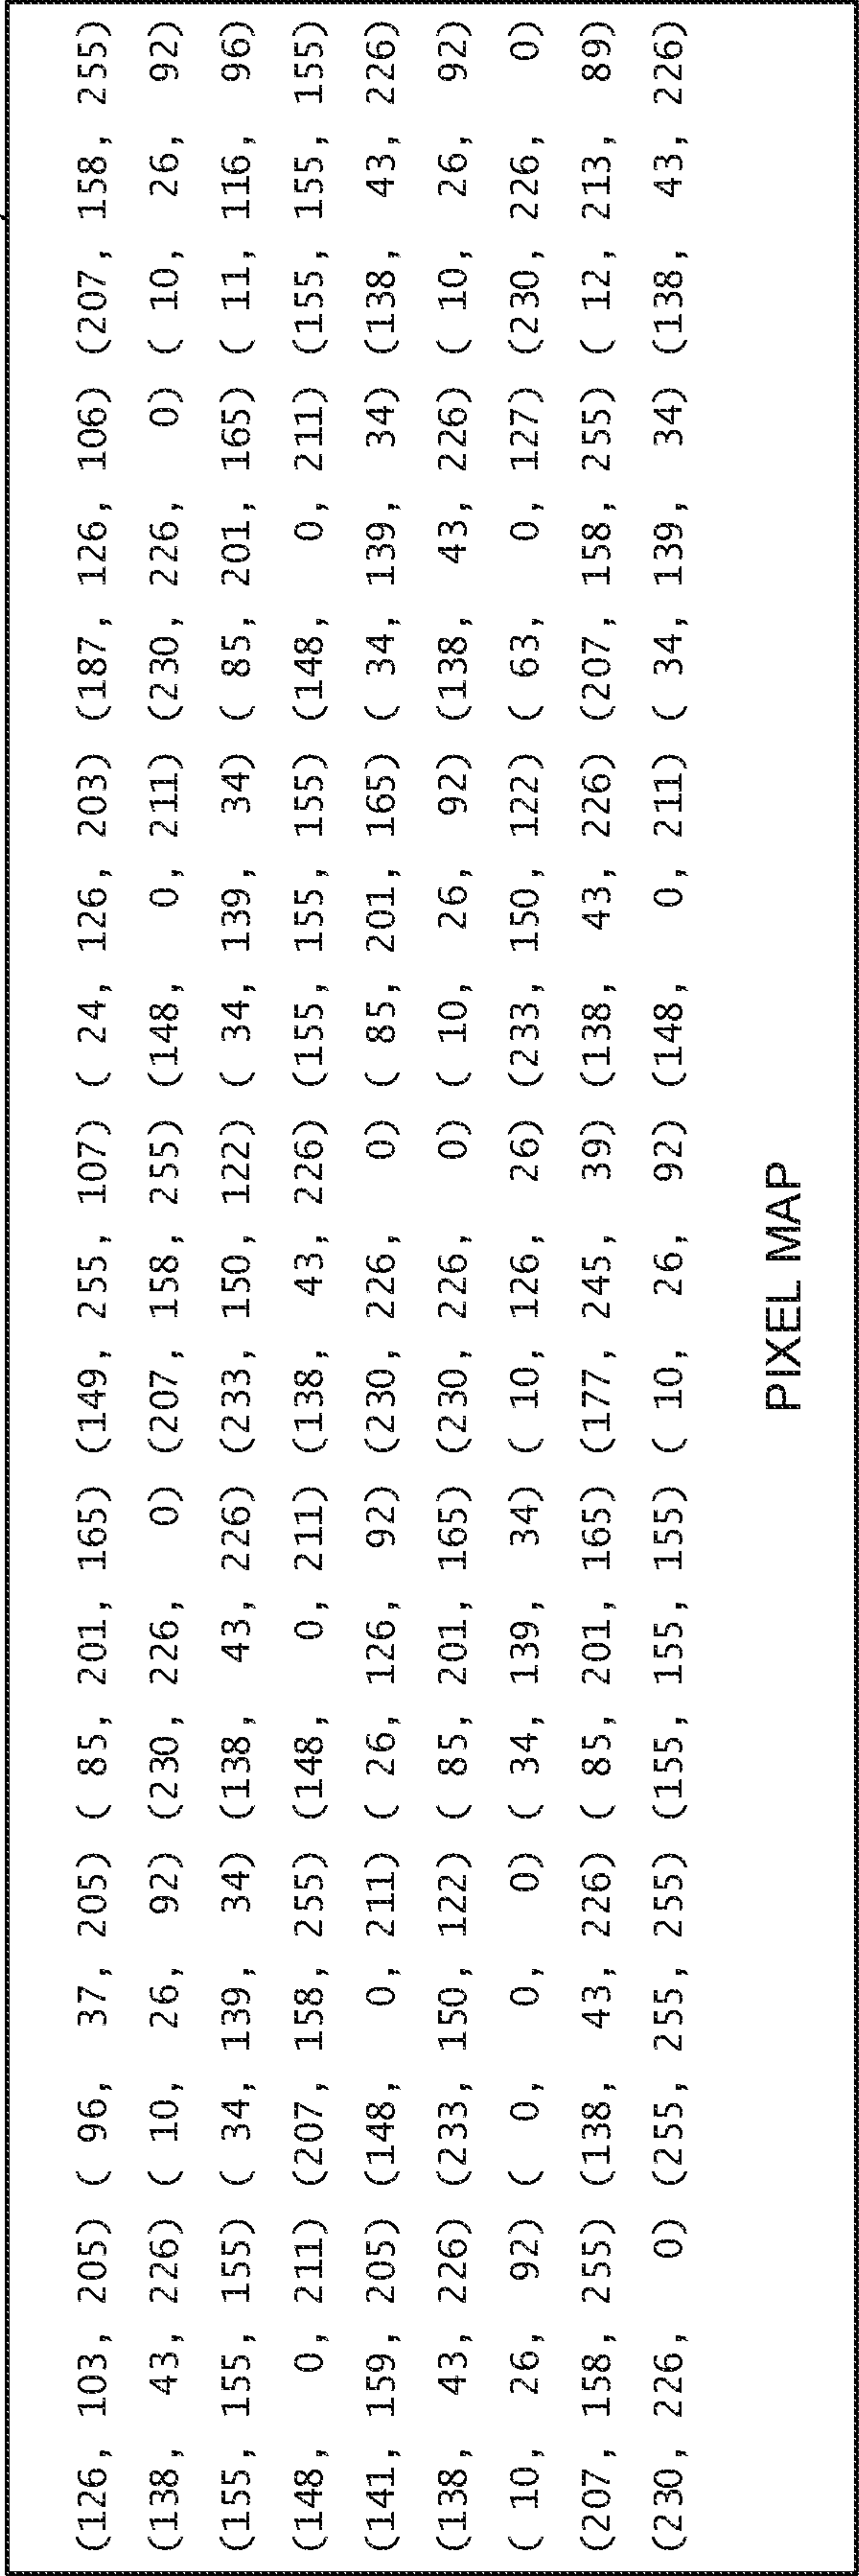 (126, 103, 205) ( 96,  37, 205) ( 85, 201, 165) (149, 255, 107) ( 24, 126, 203) (187, 126, 106) (207, 158, 255)
(138,  43, 226) ( 10,  26,  92) (230, 226,   0) (207, 158, 255) (148,   0, 211) (230, 226,   0) ( 10,  26,  92)
(155, 155, 155) ( 34, 139,  34) (138,  43, 226) (233, 150, 122) ( 34, 139,  34) ( 85, 201, 165) ( 11, 116,  96)
(148,   0, 211) (207, 158, 255) (148,   0, 211) (138,  43, 226) (155, 155, 155) (148,   0, 211) (155, 155, 155)
(141, 159, 205) (148,   0, 211) ( 26, 126,  92) (230, 226,   0) ( 85, 201, 165) ( 34, 139,  34) (138,  43, 226)
(138,  43, 226) (233, 150, 122) ( 85, 201, 165) (230, 226,   0) ( 10,  26,  92) (138,  43, 226) ( 10,  26,  92)
( 10,  26,  92) (  0,   0,   0) ( 34, 139,  34) ( 10, 126,  26) (233, 150, 122) ( 63,   0, 127) (230, 226,   0)
(207, 158, 255) (138,  43, 226) ( 85, 201, 165) (177, 245,  39) (138,  43, 226) (207, 158, 255) ( 12, 213,  89)
(230, 226,   0) (255, 255, 255) (155, 155, 155) ( 10,  26,  92) (148,   0, 211) ( 34, 139,  34) (138,  43, 226)
PIXEL MAP